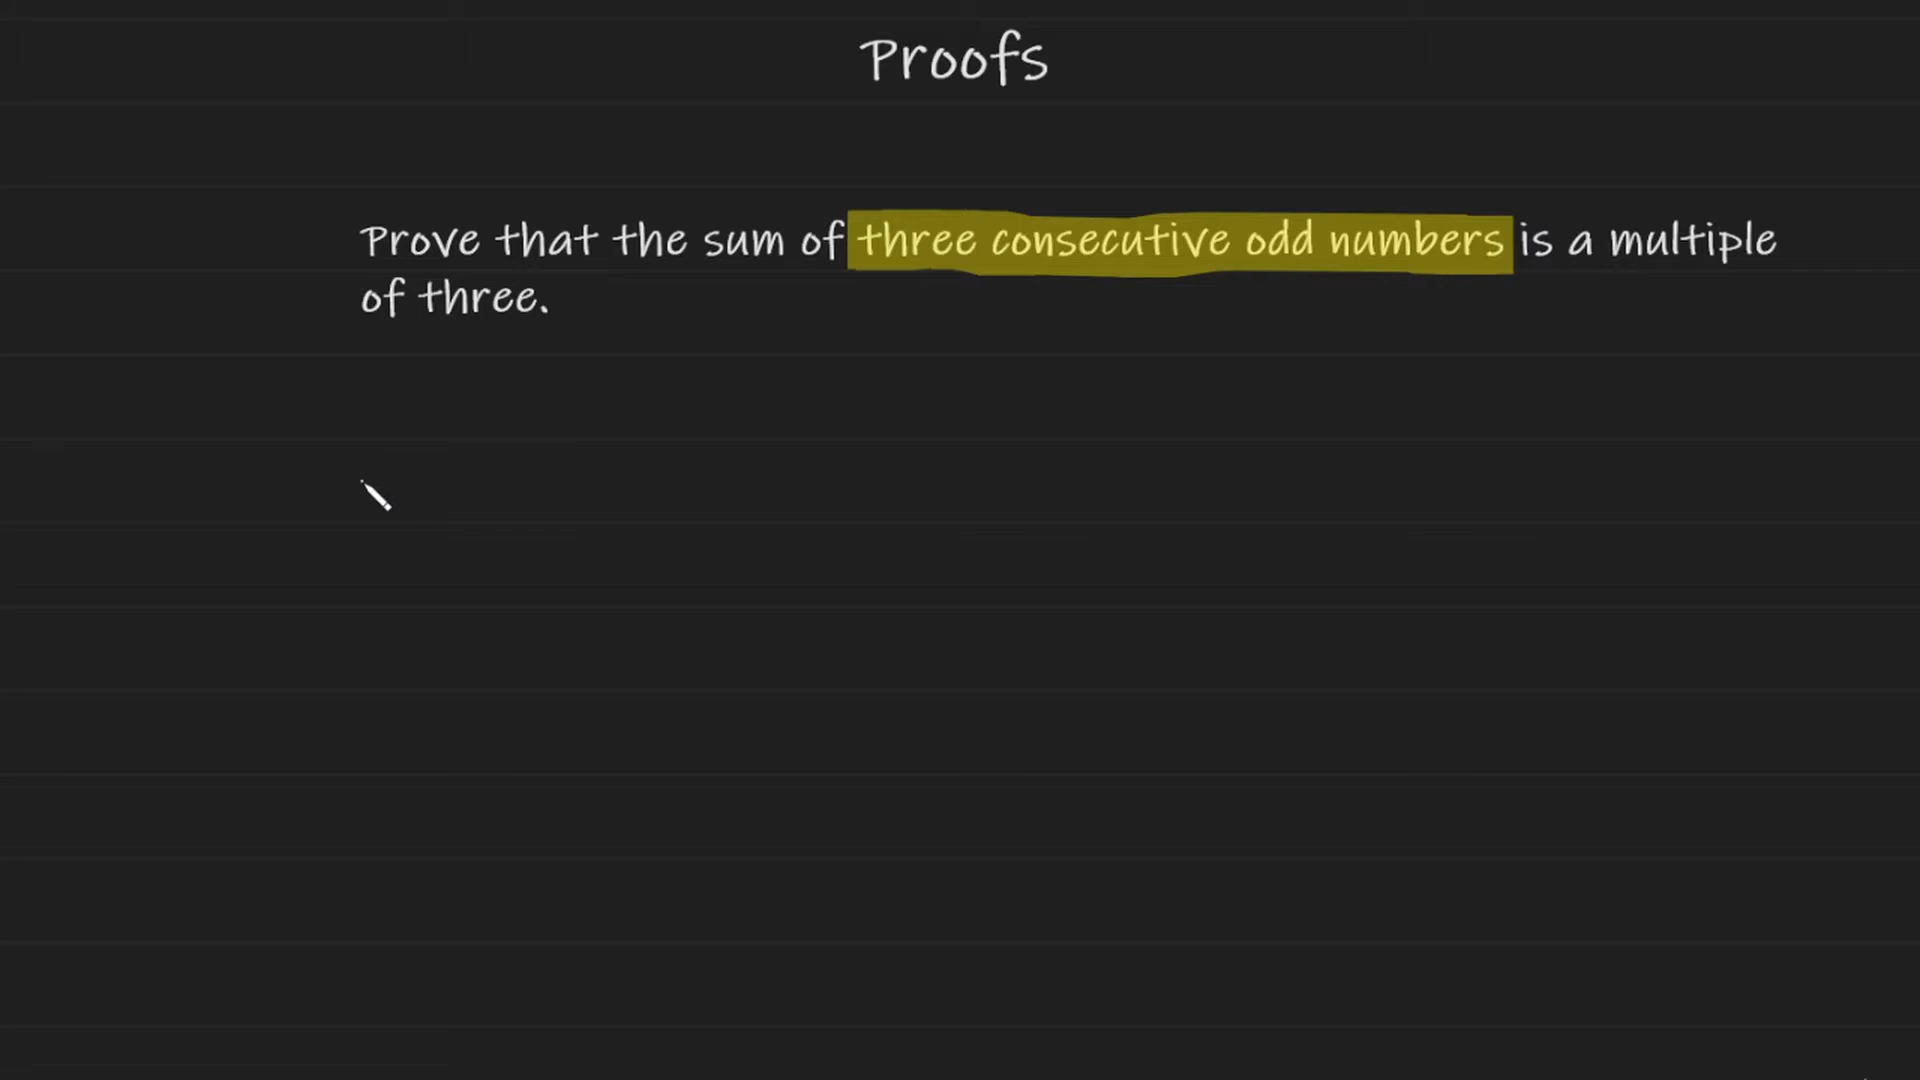 Proofs
Prove that the sum of three consecutive odd numbers is a multiple
of three.